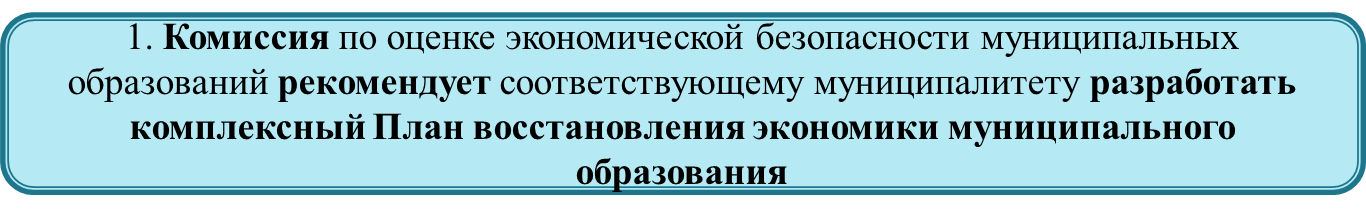 1. Комиссия по оценке экономической безопасности муниципальных
образований рекомендует соответствующему муниципалитету разработать
комплексный План восстановления экономики муниципального
образования